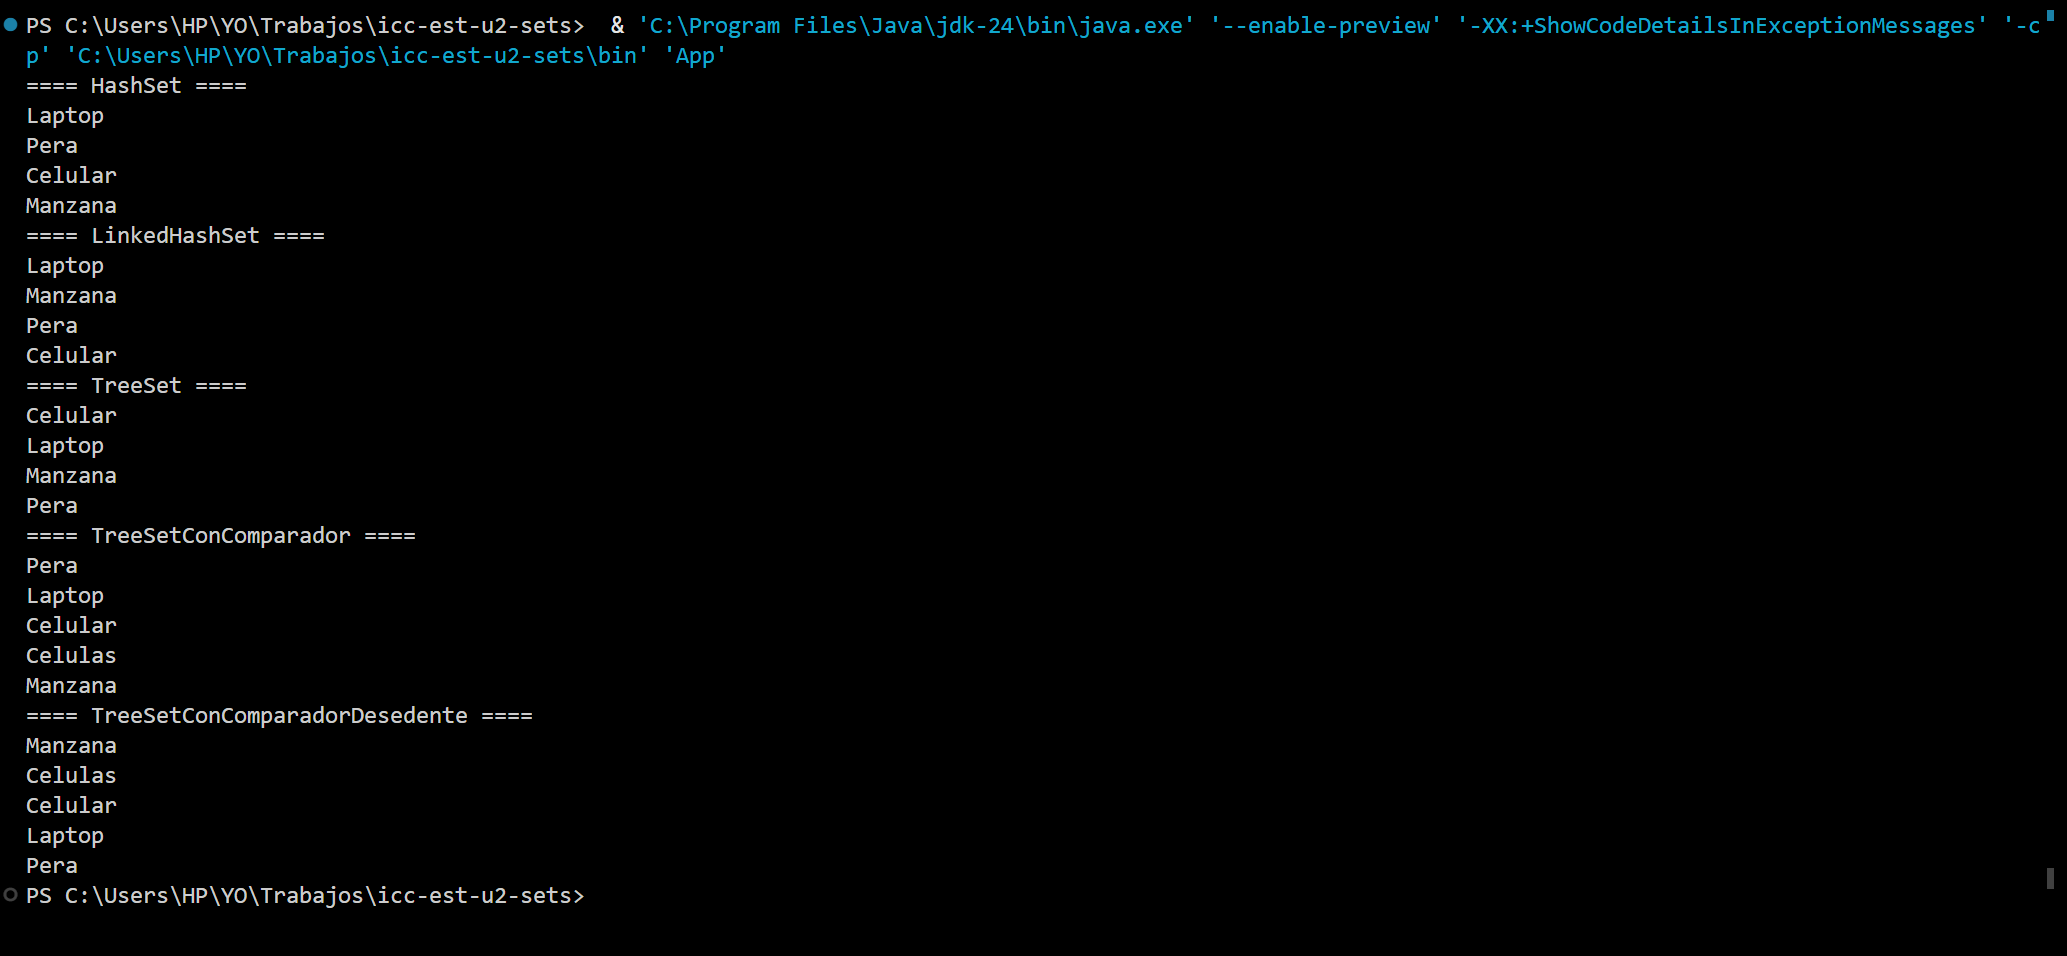 PS C:\Users\HP\YO\Trabajos\icc-est-u2-sets>  & 'C:\Program Files\Java\jdk-24\bin\java.exe' '--enable-preview' '-XX:+ShowCodeDetailsInExceptionMessages' '-c
p' 'C:\Users\HP\YO\Trabajos\icc-est-u2-sets\bin' 'App'
==== HashSet ====
Laptop
Pera
Celular
Manzana
==== LinkedHashSet ====
Laptop
Manzana
Pera
Celular
==== TreeSet ====
Celular
Laptop
Manzana
Pera
==== TreeSetConComparador ====
Pera
Laptop
Celular
Celulas
Manzana
==== TreeSetConComparadorDesedente ====
Manzana
Celulas
Celular
Laptop
Pera
PS C:\Users\HP\YO\Trabajos\icc-est-u2-sets>